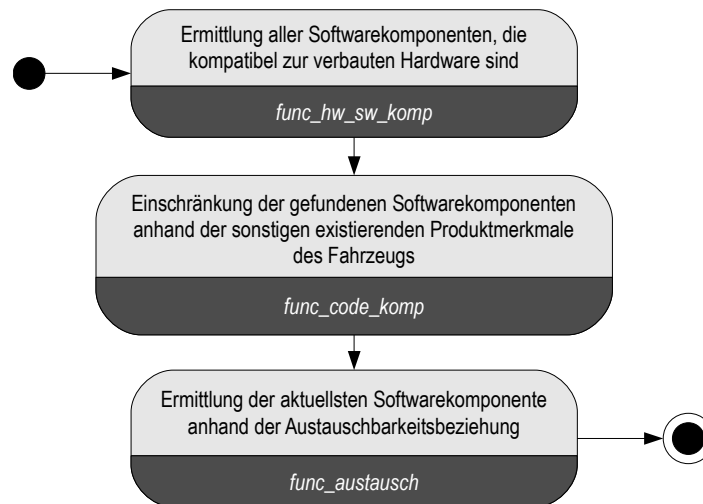 Ermittlung aller Softwarekomponenten, die
kompatibel zur verbauten Hardware sind
func_hw_sw_komp
Einschränkung der gefundenen Softwarekomponenten
anhand der sonstigen existierenden Produktmerkmale
des Fahrzeugs
func_code_komp
Ermittlung der aktuellsten Softwarekomponente
anhand der Austauschbarkeitsbeziehung
func_austausch